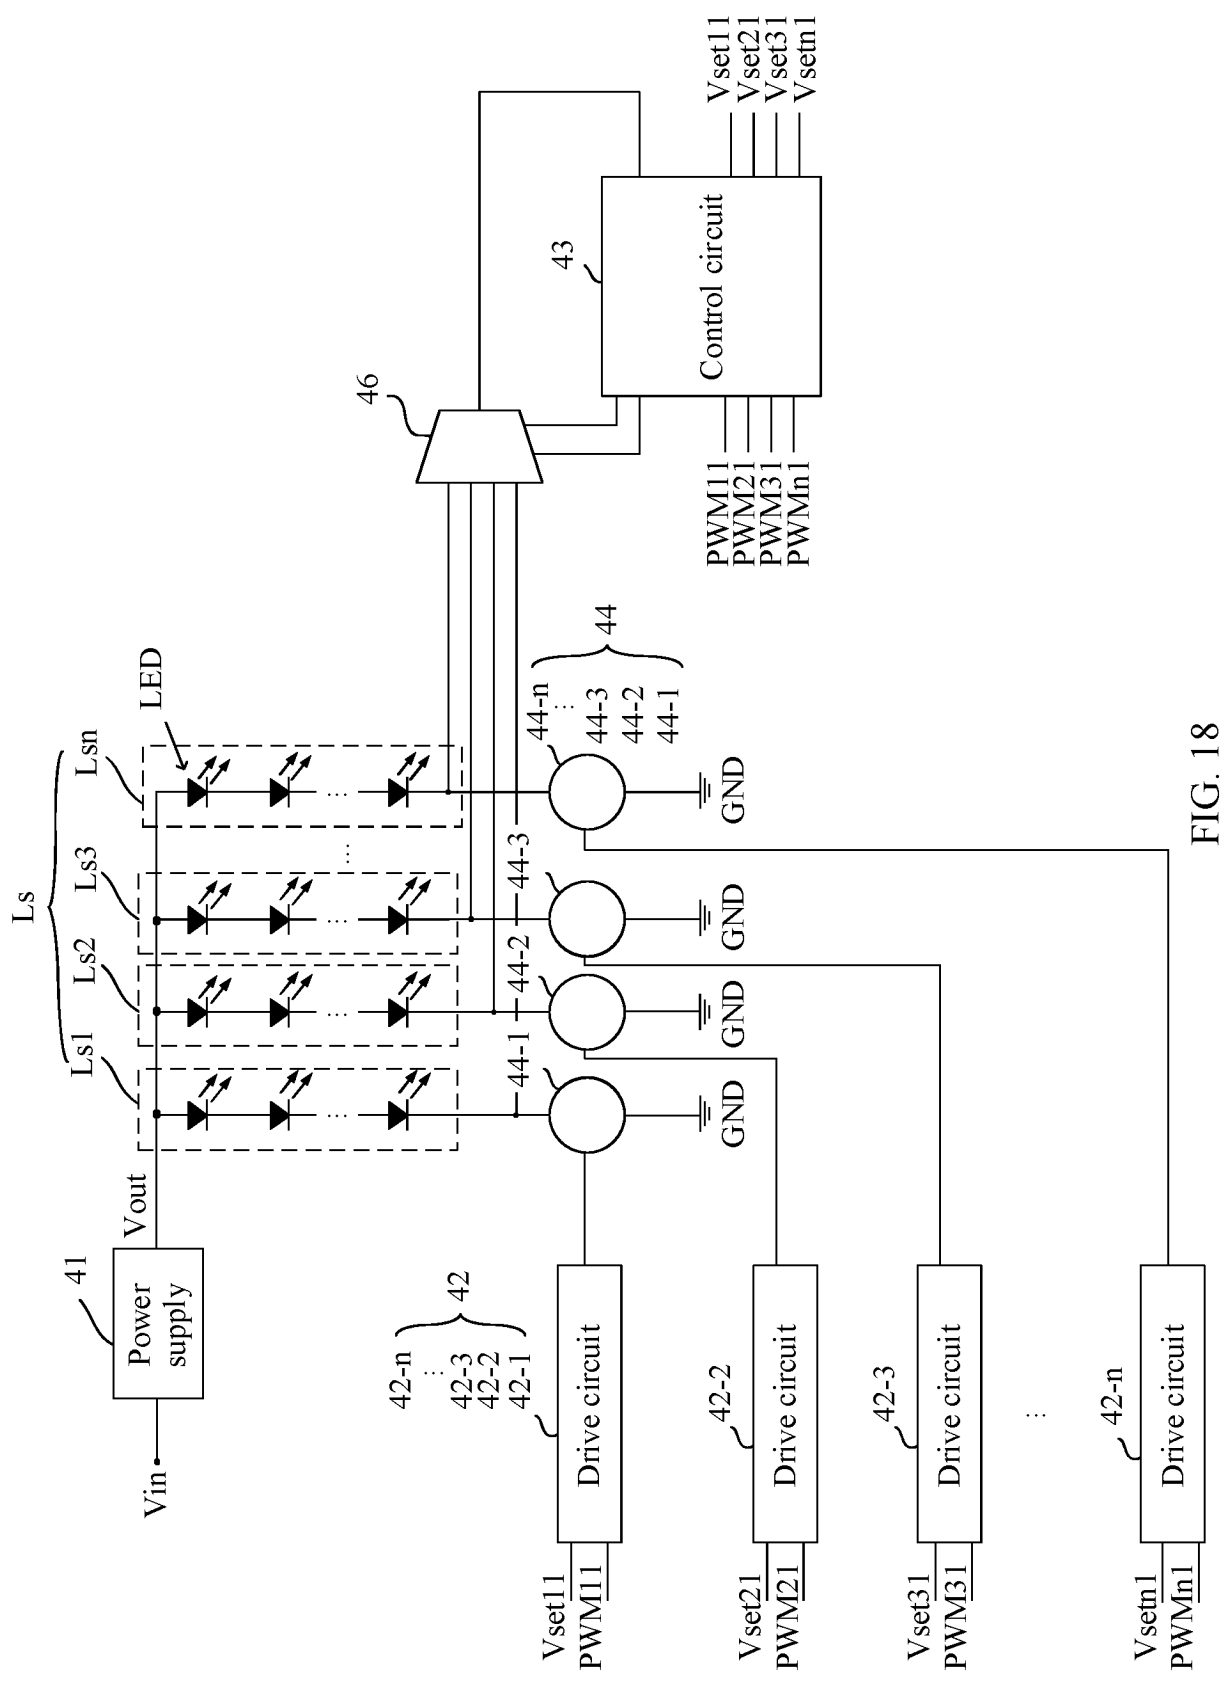 Ls
Ls1
Ls2
Ls3
Lsn
LED
...
41
Power
supply
Vin
Vout
...
...
...
...
46
43
Control circuit
Vset11
Vset21
Vset31
Vsetn1
PWM11
PWM21
PWM31
PWMn1
44-1
44-2
44-3
44-n
...
44-3
44-2
44-1
44
GND
GND
GND
GND
42-n
...
42-3
42-2
42-1
42
Drive circuit
Vset11
PWM11
42-2
Drive circuit
Vset21
PWM21
42-3
Drive circuit
Vset31
PWM31
...
42-n
Drive circuit
Vsetn1
PWMn1
FIG. 18